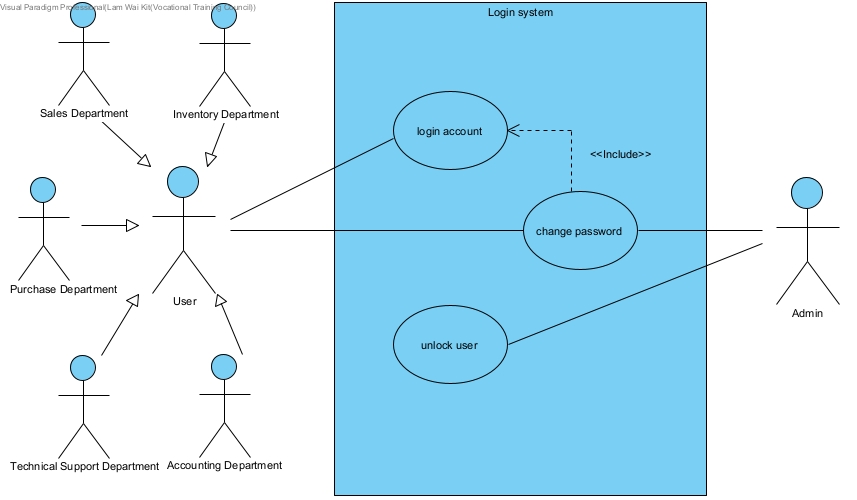 Visual Paradigm Professional(Lam Wai Kit(Vocational Training Council))
Login system
Sales Department
Inventory Department
login account
<<Include>>
change password
Purchase Department
User
Admin
unlock user
Technical Support Department
Accounting Department